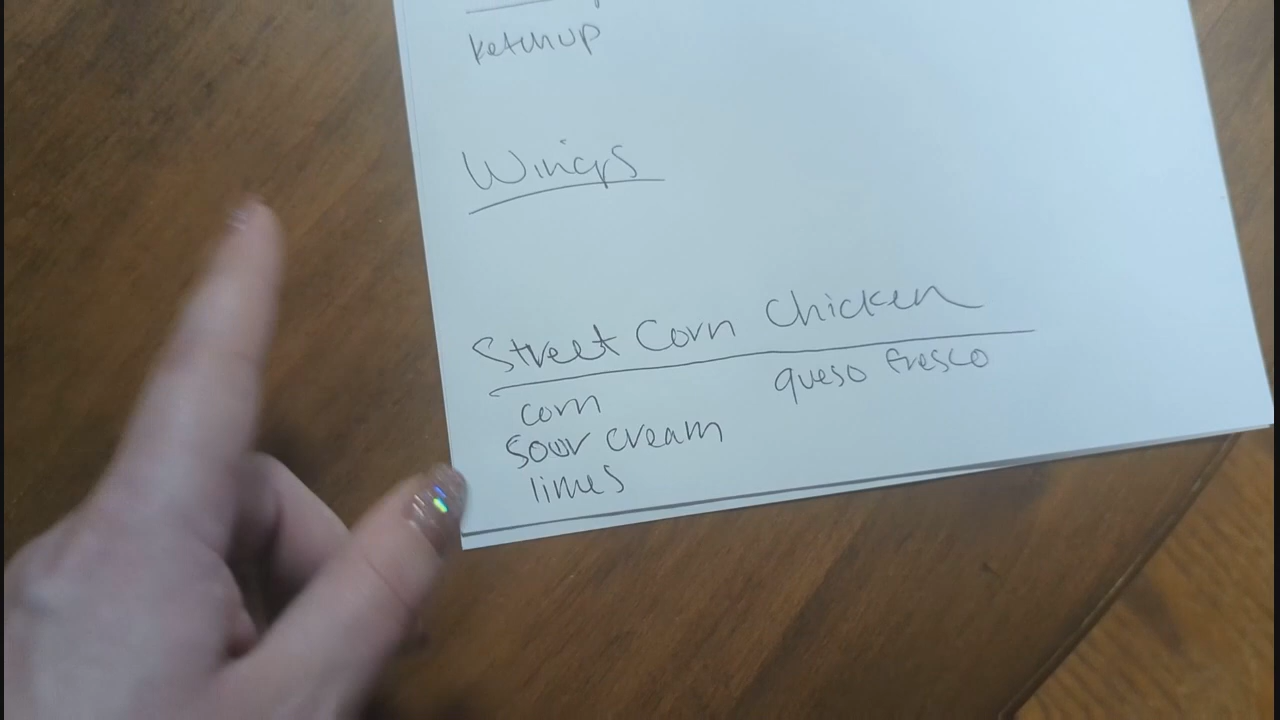 ketchup
Wings
Street Corn Chicken
corn
queso fresco
sour cream
limes